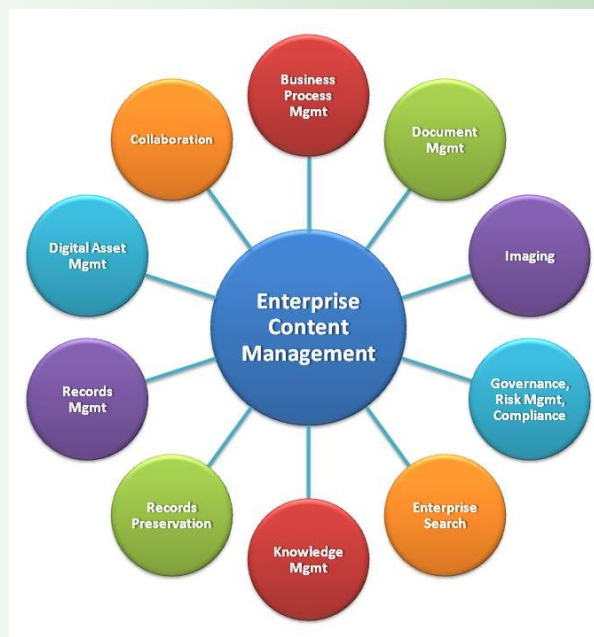 Business
Process
Mgmt
Document
Mgmt
Imaging
Governance,
Risk Mgmt,
Compliance
Enterprise
Search
Knowledge
Mgmt
Records
Preservation
Records
Mgmt
Digital Asset
Mgmt
Collaboration
Enterprise
Content
Management